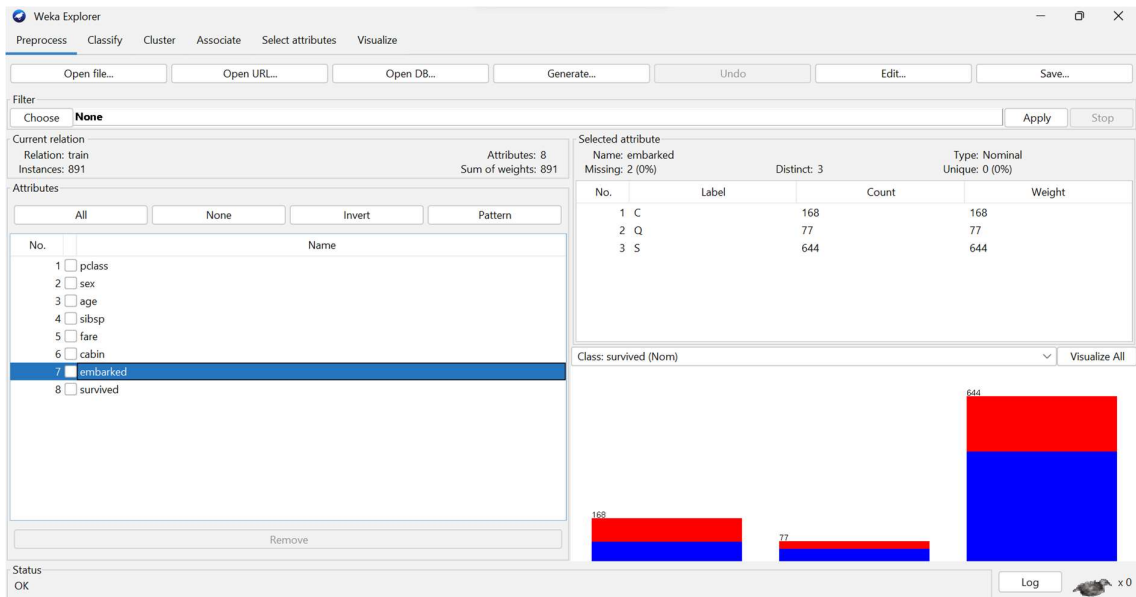 Weka Explorer
Preprocess Classify Cluster Associate Select attributes Visualize
Open file... Open URL... Open DB... Generate... Undo Edit... Save...
Filter
Choose None Apply Stop
Current relation
Relation: train Attributes: 8
Instances: 891 Sum of weights: 891
Attributes
All None Invert Pattern
No. Name
1 pclass
2 sex
3 age
4 sibsp
5 fare
6 cabin
7 embarked
8 survived
Remove
Selected attribute
Name: embarked Type: Nominal
Missing: 2 (0%) Distinct: 3 Unique: 0 (0%)
No. Label Count Weight
1 C 168 168
2 Q 77 77
3 S 644 644
Class: survived (Nom) Visualize All
644
168
77
Status
OK
Log x 0